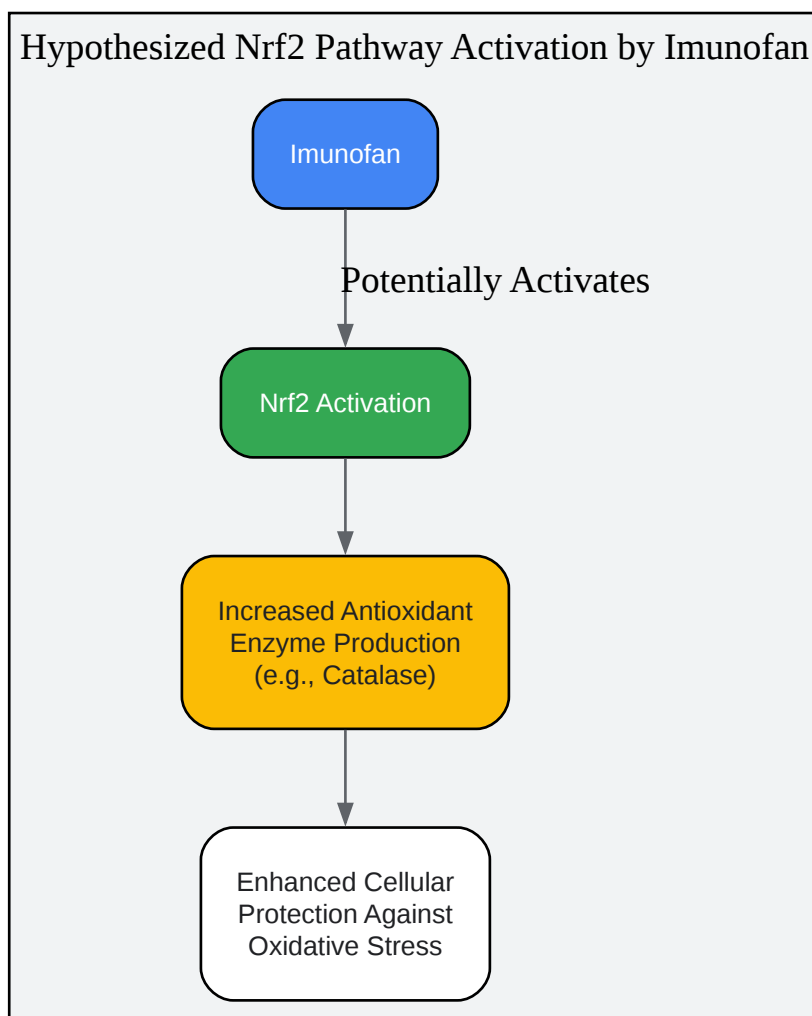 Hypothesized Nrf2 Pathway Activation by Imunofan
Imunofan
Potentially Activates
Nrf2 Activation
Increased Antioxidant
Enzyme Production
(e.g., Catalase)
Enhanced Cellular
Protection Against
Oxidative Stress